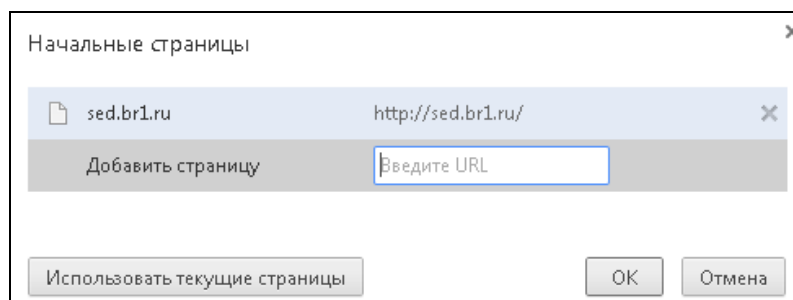 Начальные страницы
sed.br1.ru http://sed.br1.ru/
Добавить страницу Введите URL
Использовать текущие страницы OK Отмена